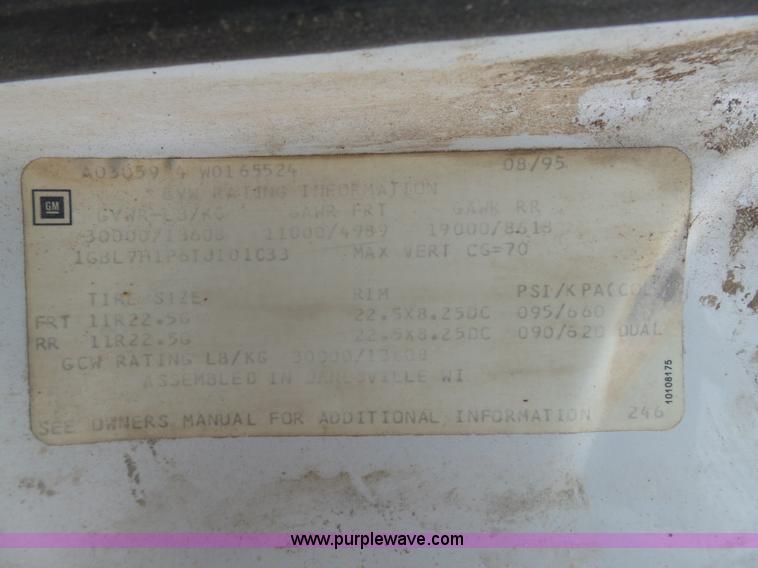 W0165524 08/95
GVW RATING INFORMATION
GM
GVWR-LB/KG GAWR FRT GAWR RR
30000/13608 11000/4989 19000/8618
MAX VERT CG=70
TIRE SIZE RIM PSI/KPA(COLD)
FRT 11R22.5G 22.5X8.25DC 095/660
RR 11R22.5G 22.5X8.25DC 090/620 DUAL
GCW RATING LB/KG 30000/13608
ASSEMBLED IN JANESVILLE WI
10108175
SEE OWNERS MANUAL FOR ADDITIONAL INFORMATION 246
www.purplewave.com